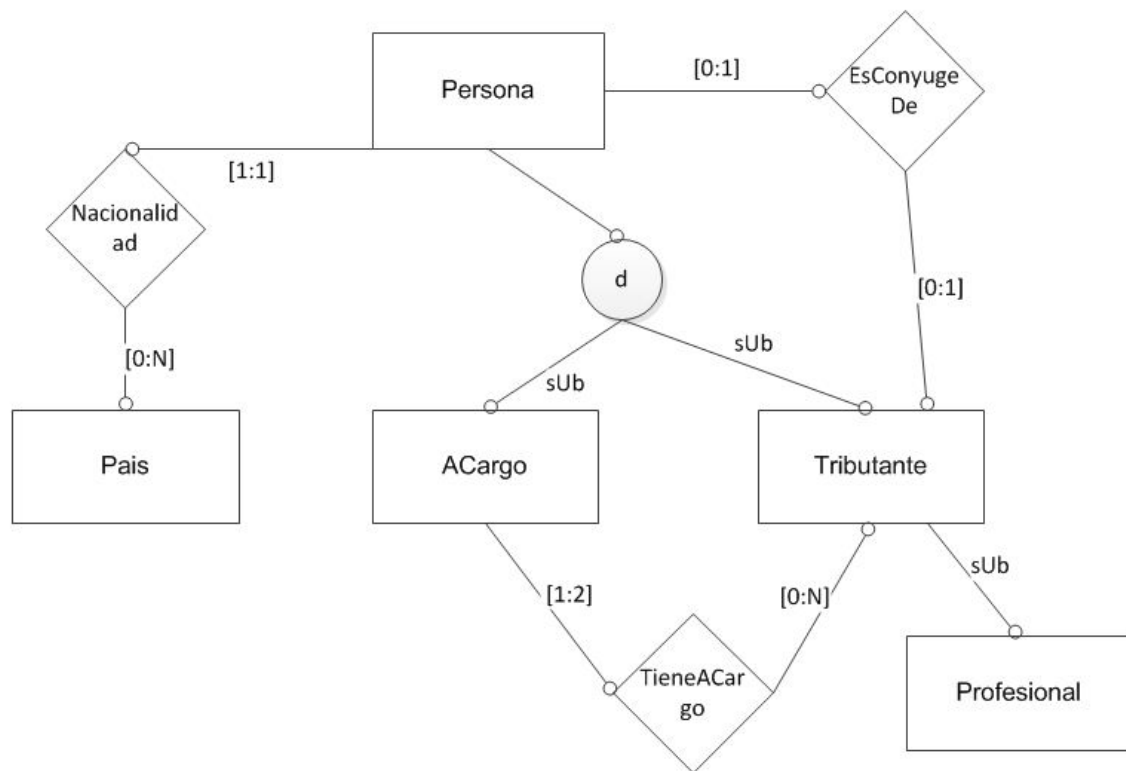 Persona
[0:1]
EsConyuge
De
[1:1]
Nacionalid
ad
d
[0:1]
sUb
[0:N]
sUb
Pais
ACargo
Tributante
sUb
[1:2]
[0:N]
TieneACar
go
Profesional